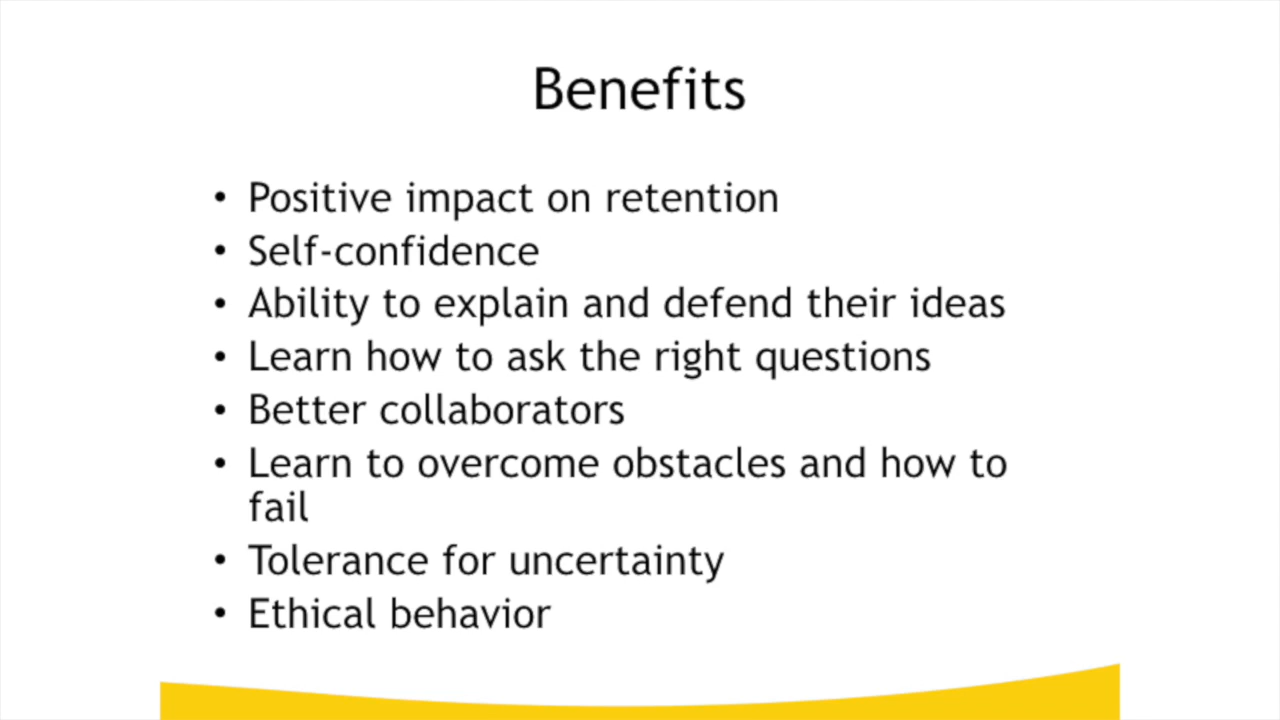 Benefits
• Positive impact on retention
• Self-confidence
• Ability to explain and defend their ideas
• Learn how to ask the right questions
• Better collaborators
• Learn to overcome obstacles and how to
fail
• Tolerance for uncertainty
• Ethical behavior